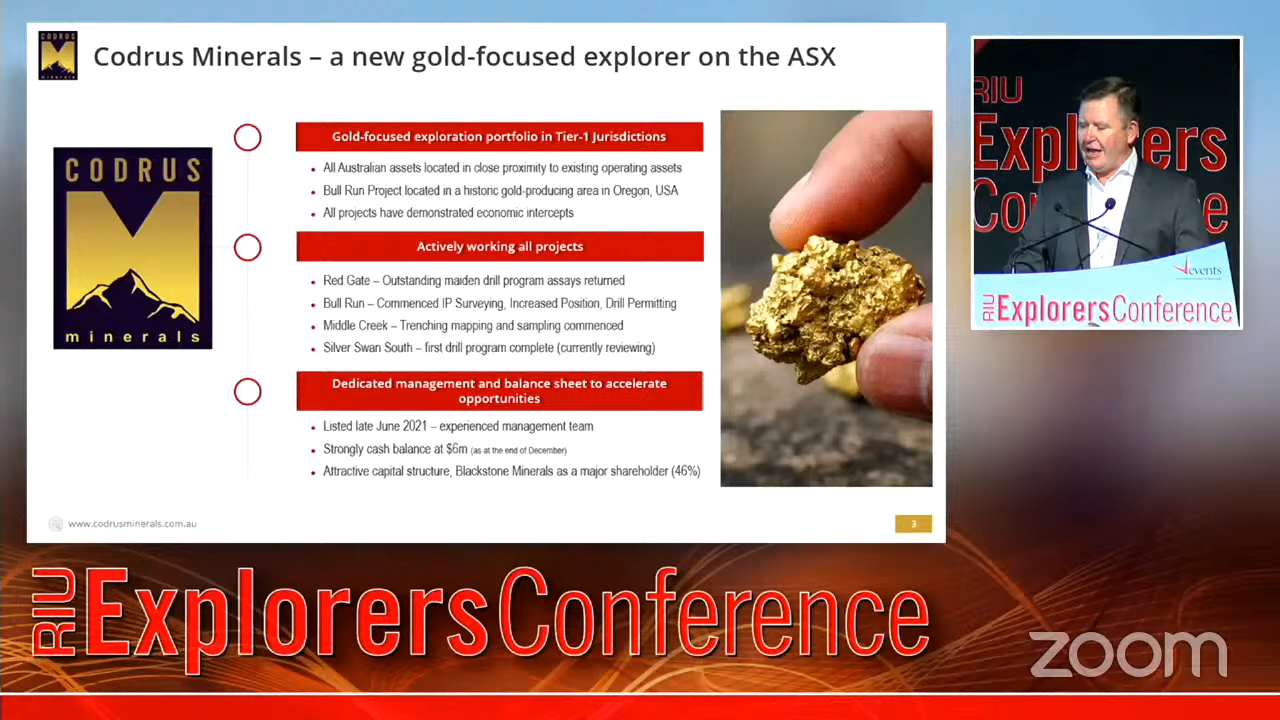 CODRUS
minerals
Codrus Minerals – a new gold-focused explorer on the ASX
CODRUS
minerals
Gold-focused exploration portfolio in Tier-1 Jurisdictions
All Australian assets located in close proximity to existing operating assets
Bull Run Project located in a historic gold-producing area in Oregon, USA
All projects have demonstrated economic intercepts
Actively working all projects
Red Gate – Outstanding maiden drill program assays returned
Bull Run – Commenced IP Surveying, Increased Position, Drill Permitting
Middle Creek – Trenching mapping and sampling commenced
Silver Swan South – first drill program complete (currently reviewing)
Dedicated management and balance sheet to accelerate
opportunities
Listed late June 2021 – experienced management team
Strongly cash balance at $6m (as at the end of December)
Attractive capital structure, Blackstone Minerals as a major shareholder (46%)
www.codrusminerals.com.au
3
RIU
events
RIU ExplorersConference
RIU ExplorersConference
zoom